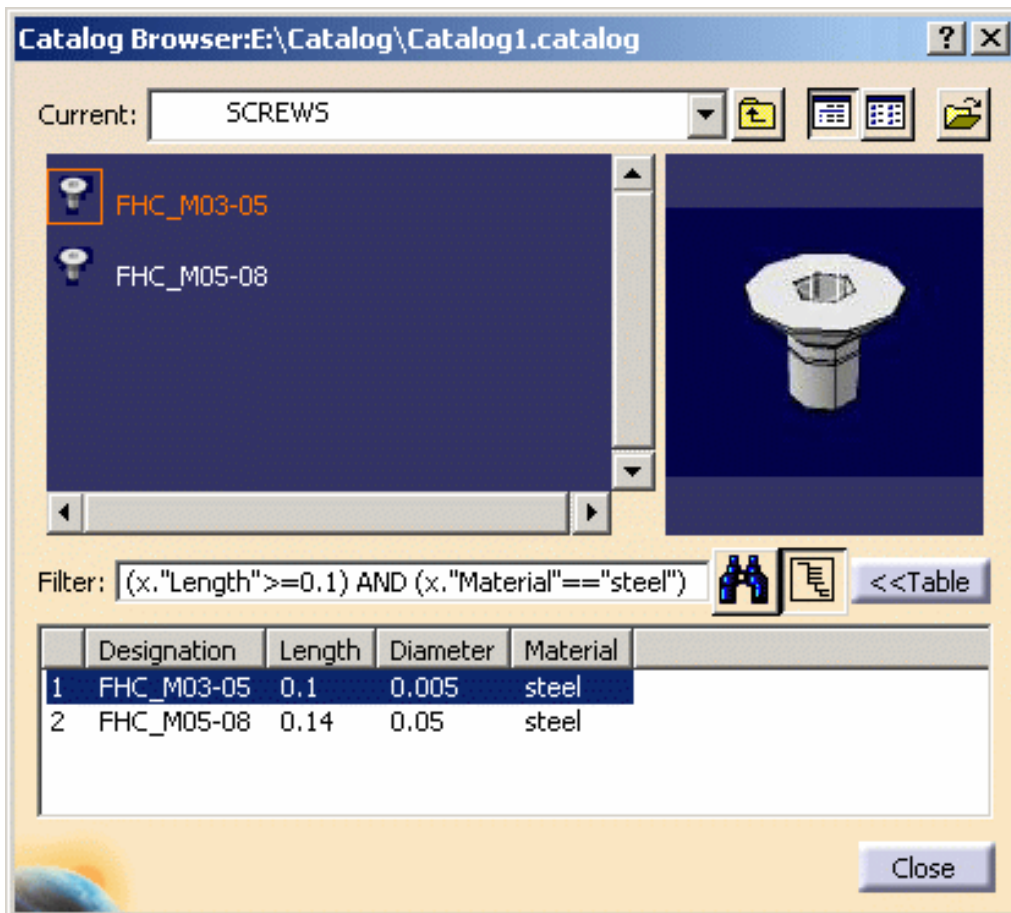 Catalog Browser:E:\Catalog\Catalog1.catalog
Current: SCREWS
FHC_M03-05
FHC_M05-08
Filter: (x."Length">=0.1) AND (x."Material"=="steel") <<Table
Designation Length Diameter Material
1 FHC_M03-05 0.1 0.005 steel
2 FHC_M05-08 0.14 0.05 steel
Close